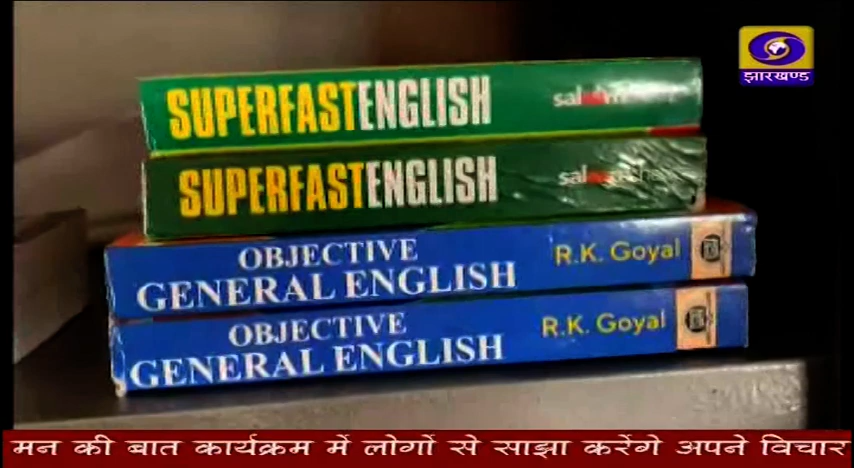 झारखण्ड
SUPERFASTENGLISH
SUPERFASTENGLISH
OBJECTIVE
GENERAL ENGLISH
R.K. Goyal
OBJECTIVE
GENERAL ENGLISH
R.K. Goyal
मन की बात कार्यक्रम में लोगों से साझा करेंगे अपने विचार